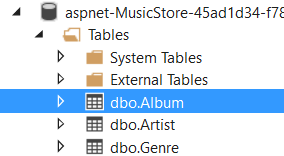 aspnet-MusicStore-45ad1d34-f78
Tables
System Tables
External Tables
dbo.Album
dbo.Artist
dbo.Genre